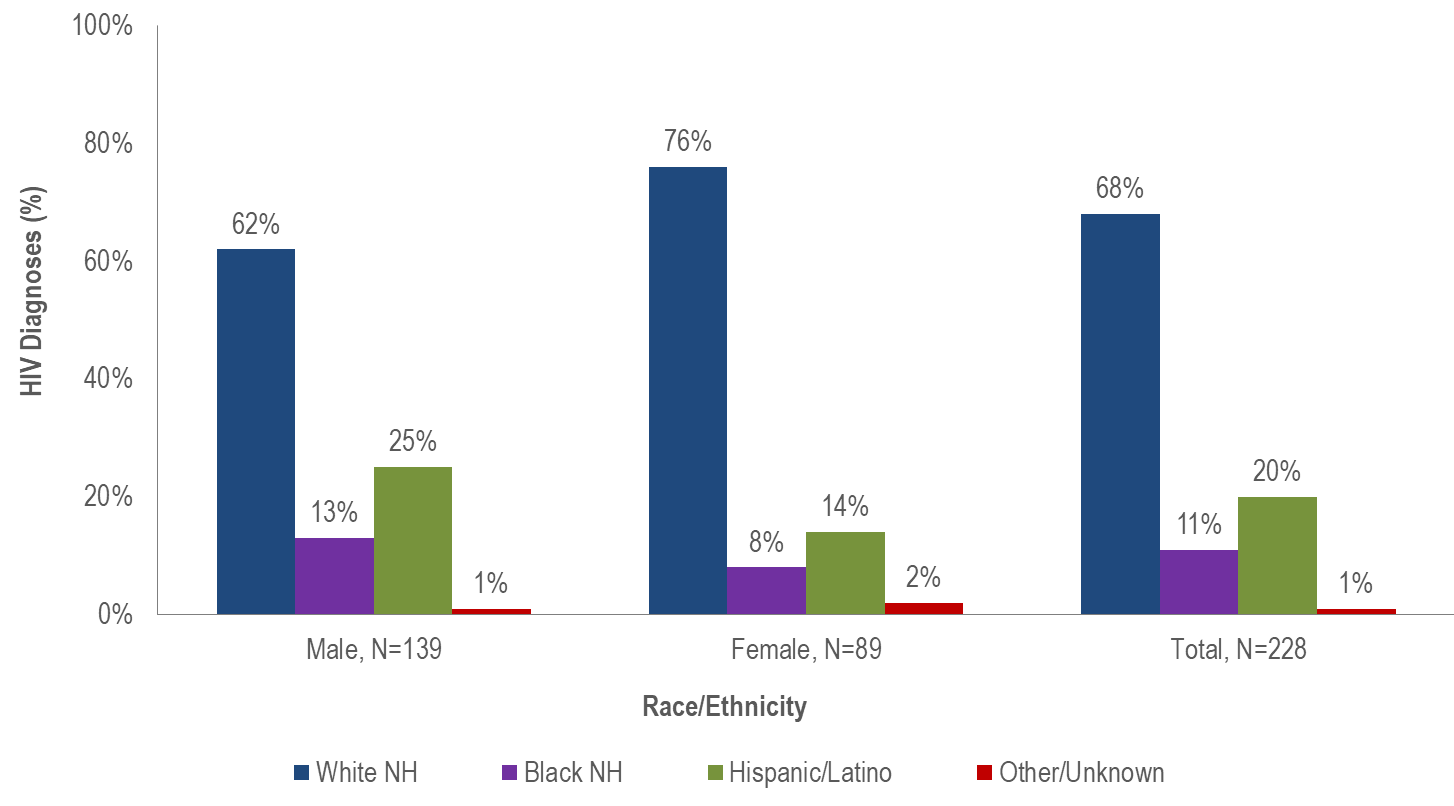 100%
80%
60%
40%
20%
0%
HIV Diagnoses (%)
62%
13%
25%
1%
76%
8%
14%
2%
68%
11%
20%
1%
Male, N=139
Female, N=89
Total, N=228
Race/Ethnicity
White NH
Black NH
Hispanic/Latino
Other/Unknown